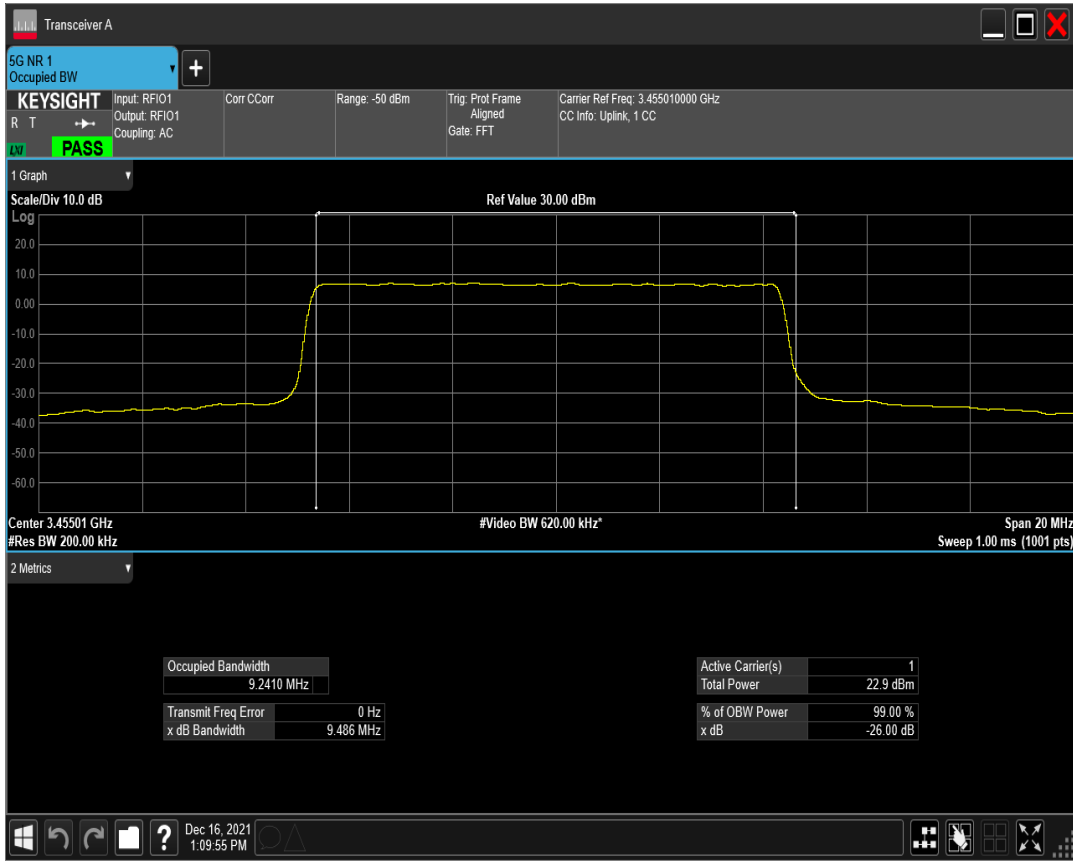 Transceiver A
5G NR 1
Occupied BW
+
KEYSIGHT
R T
LXI
PASS
Input: RFIO1
Output: RFIO1
Coupling: AC
Corr CCorr
Range: -50 dBm
Trig: Prot Frame
Aligned
Gate: FFT
Carrier Ref Freq: 3.455010000 GHz
CC Info: Uplink, 1 CC
1 Graph
Scale/Div 10.0 dB
Ref Value 30.00 dBm
Log
20.0
10.0
0.00
-10.0
-20.0
-30.0
-40.0
-50.0
-60.0
Center 3.45501 GHz
#Video BW 620.00 kHz*
Span 20 MHz
#Res BW 200.00 kHz
Sweep 1.00 ms (1001 pts)
2 Metrics
Occupied Bandwidth
9.2410 MHz
Transmit Freq Error 0 Hz
x dB Bandwidth 9.486 MHz
Active Carrier(s) 1
Total Power 22.9 dBm
% of OBW Power 99.00 %
x dB -26.00 dB
?
Dec 16, 2021
1:09:55 PM